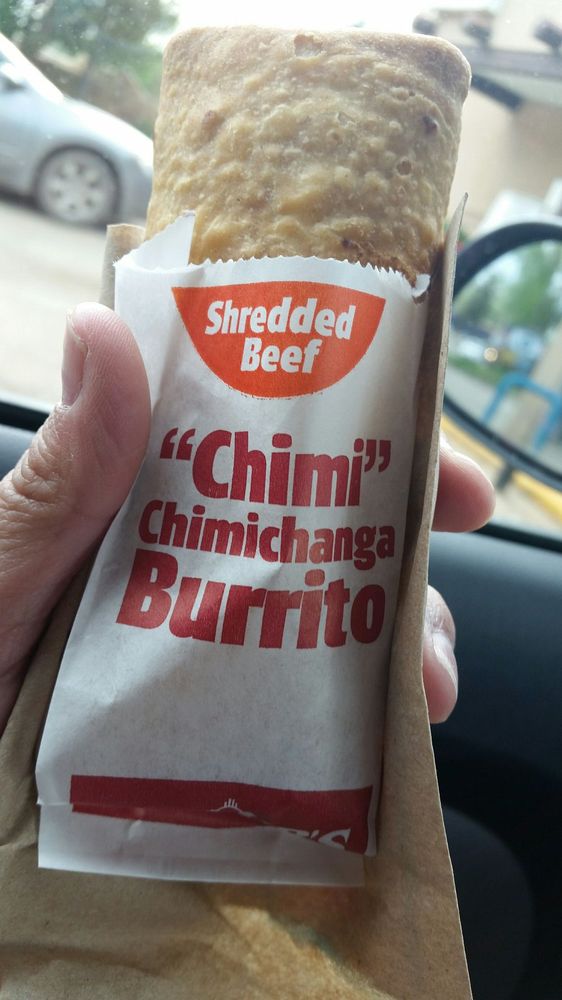 Shredded
Beef
“Chimi”
Chimichanga
Burrito